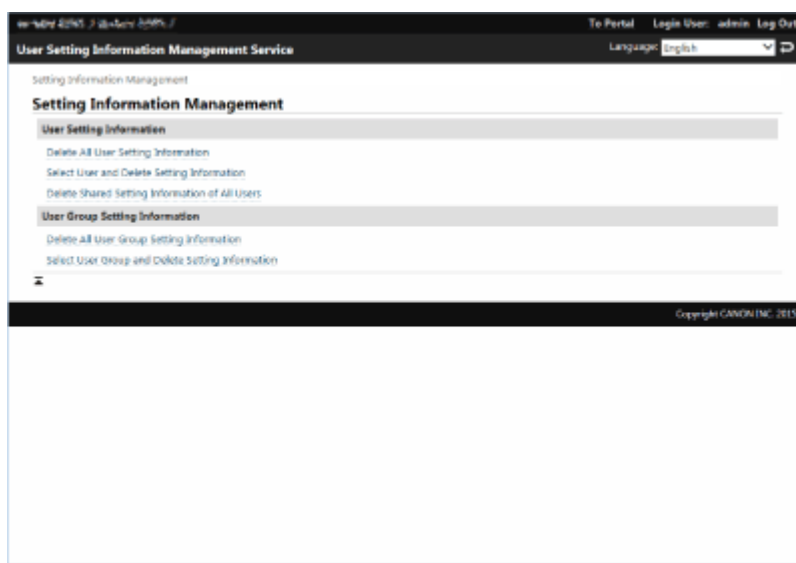 To Portal Login User: admin Log Out
User Setting Information Management Service
Language: English
Setting Information Management
Setting Information Management
User Setting Information
Delete All User Setting Information
Select User and Delete Setting Information
Delete Shared Setting Information of All Users
User Group Setting Information
Delete All User Group Setting Information
Select User Group and Delete Setting Information
Copyright CANON INC. 2015